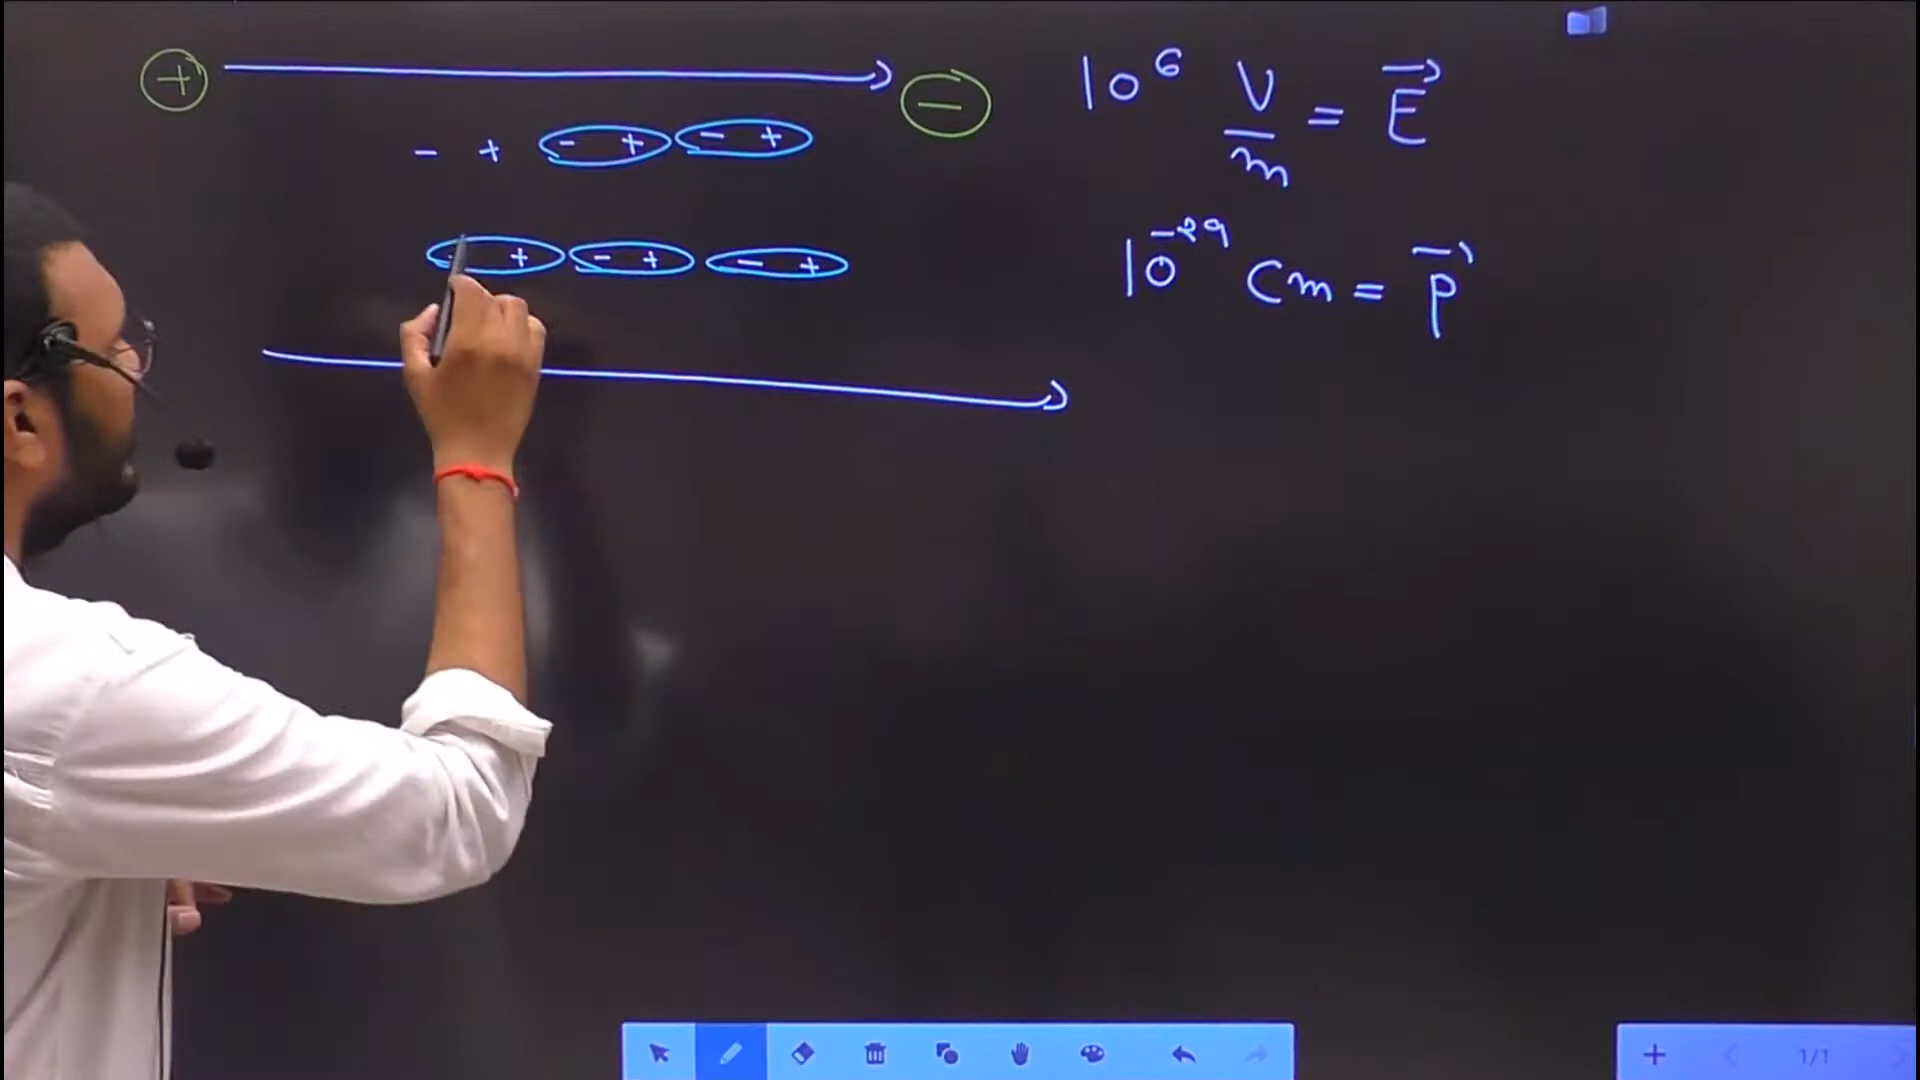 + −
10⁶ V/m = E⃗
- + - + - +
10⁻²⁹ Cm = p⃗
- + - + - +
1/1